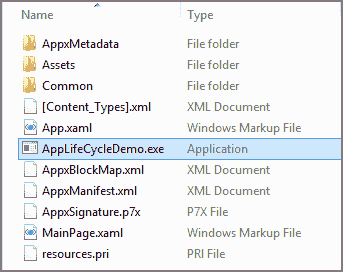 Name Type
AppxMetadata File folder
Assets File folder
Common File folder
[Content_Types].xml XML Document
App.xaml Windows Markup File
AppLifeCycleDemo.exe Application
AppxBlockMap.xml XML Document
AppxManifest.xml XML Document
AppxSignature.p7x P7X File
MainPage.xaml Windows Markup File
resources.pri PRI File